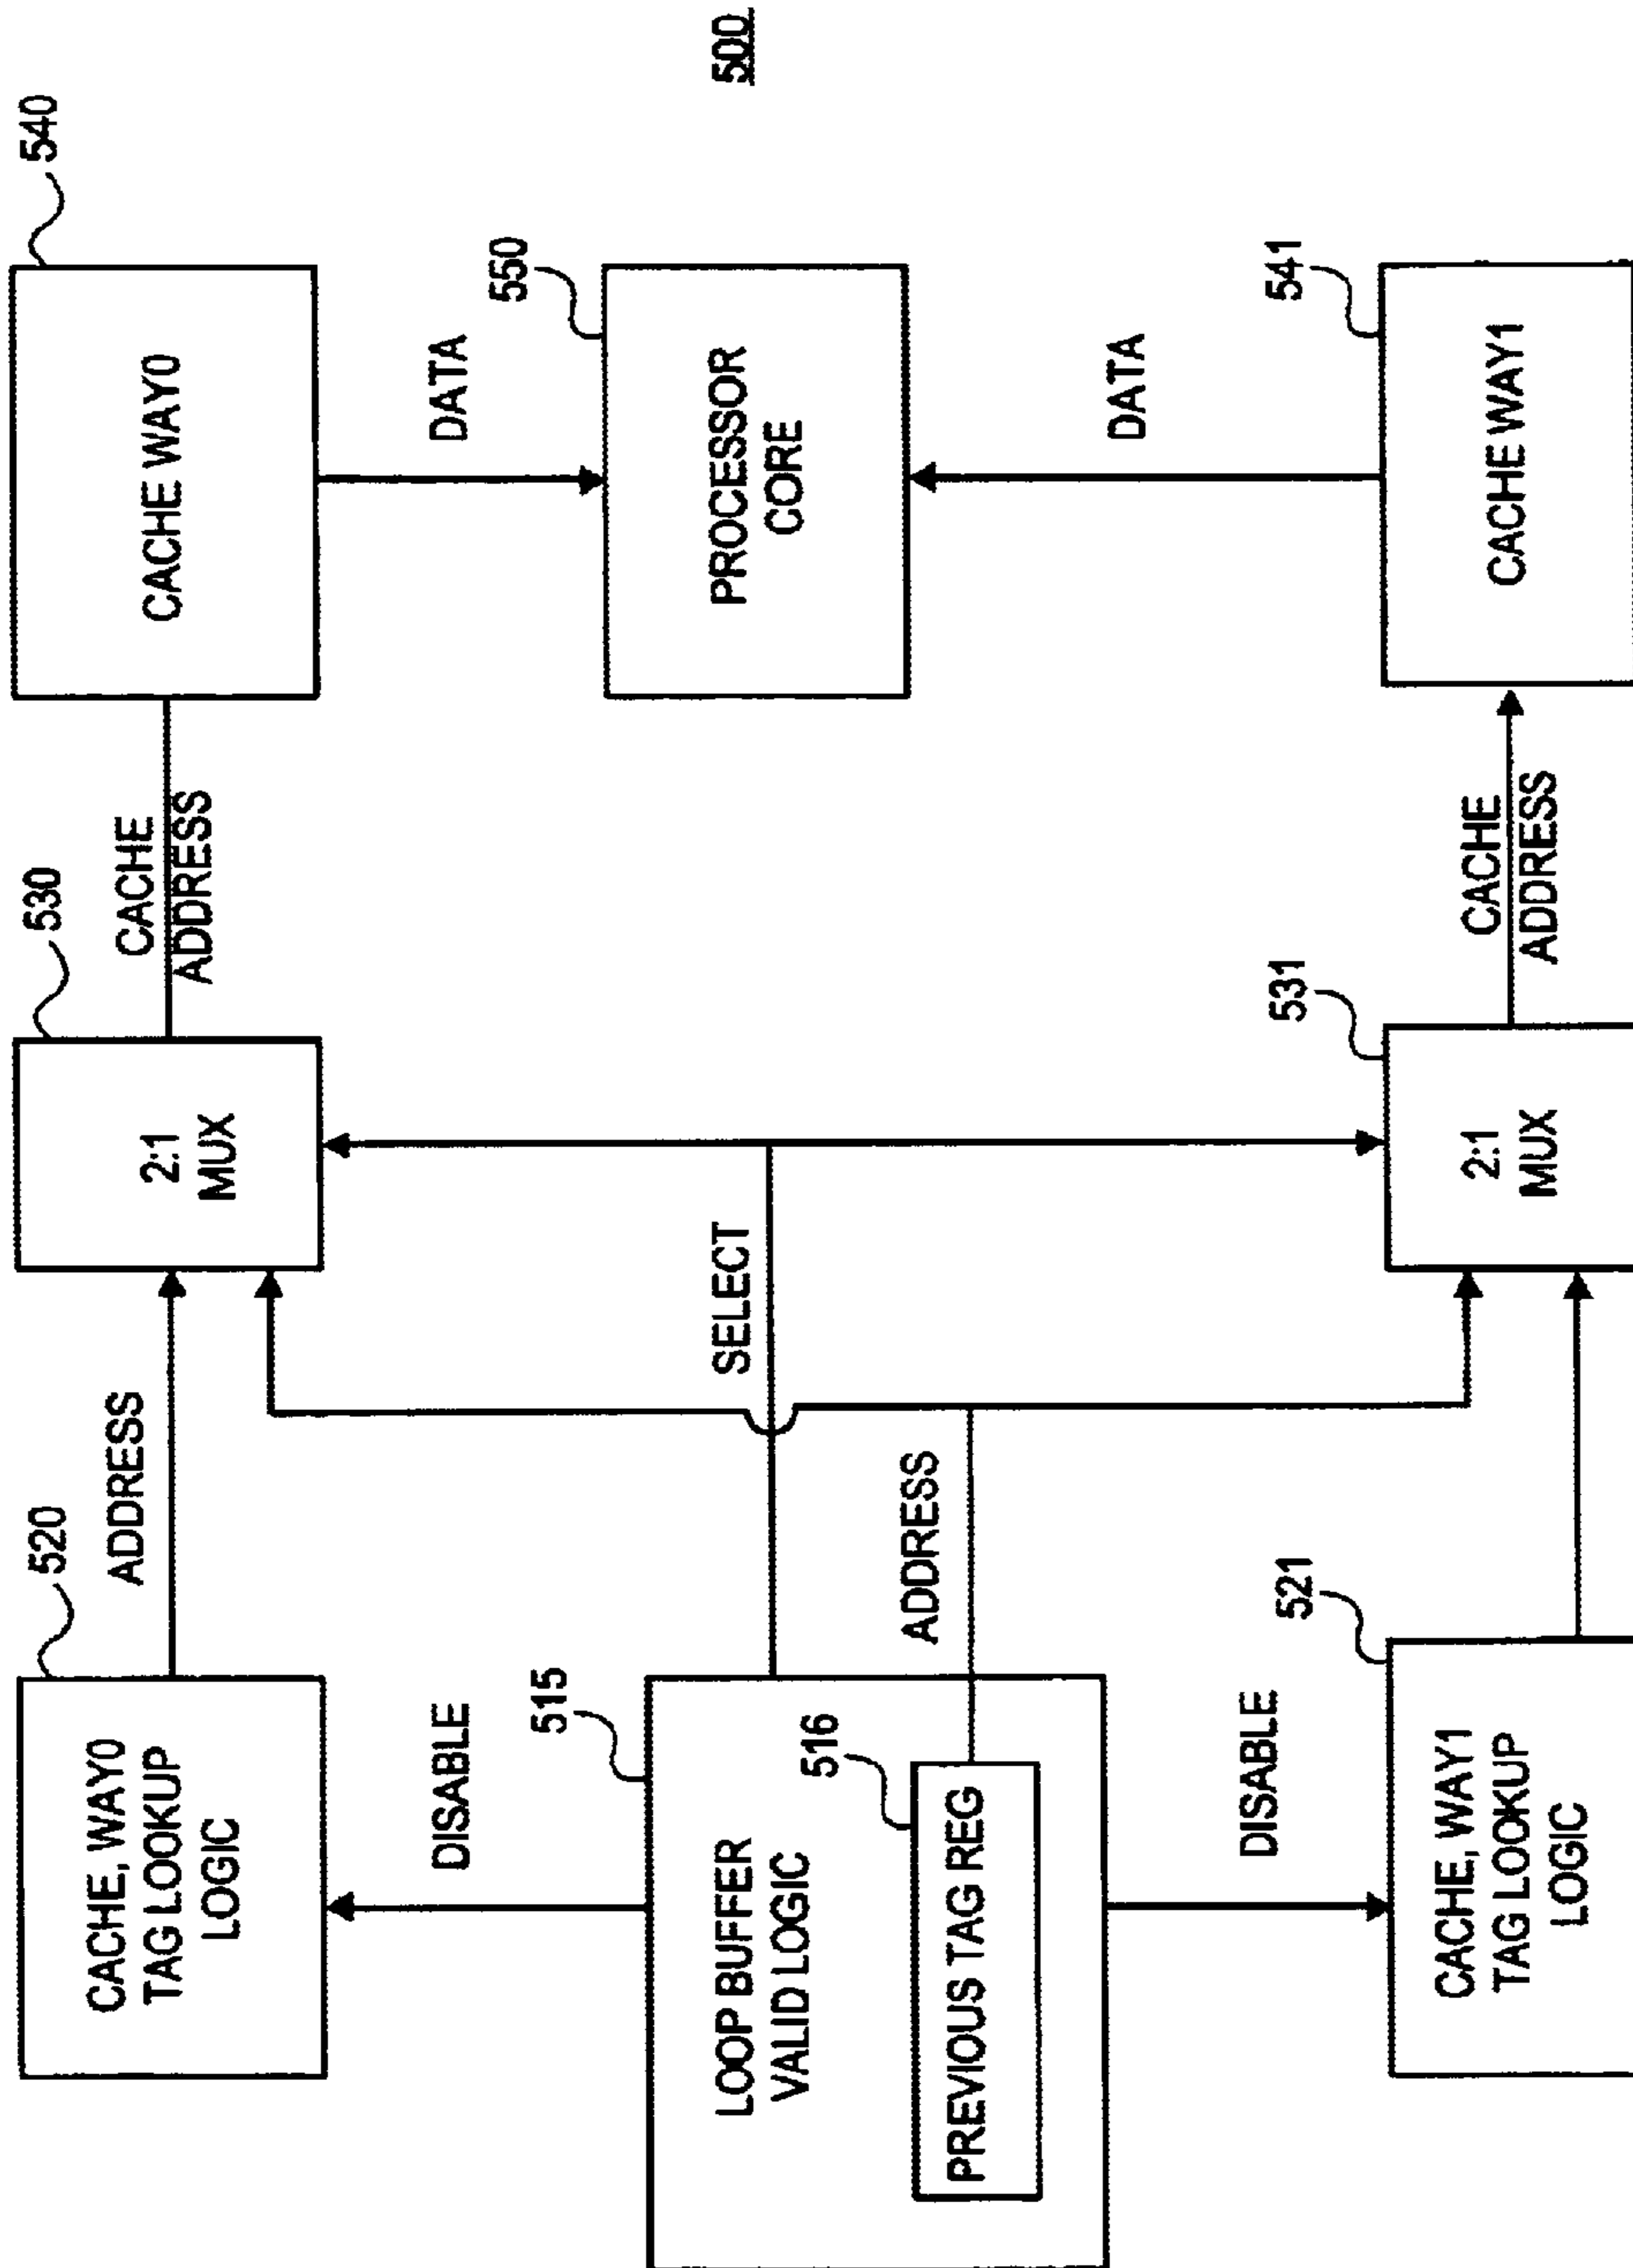 520
CACHE, WAY0
TAG LOOKUP
LOGIC
ADDRESS
530
2:1
MUX
CACHE
ADDRESS
540
CACHE WAY0
DISABLE
DATA
515
LOOP BUFFER
VALID LOGIC
516
PREVIOUS TAG REG
SELECT
ADDRESS
550
PROCESSOR
CORE
500
DISABLE
DATA
521
CACHE, WAY1
TAG LOOKUP
LOGIC
531
2:1
MUX
CACHE
ADDRESS
541
CACHE WAY1